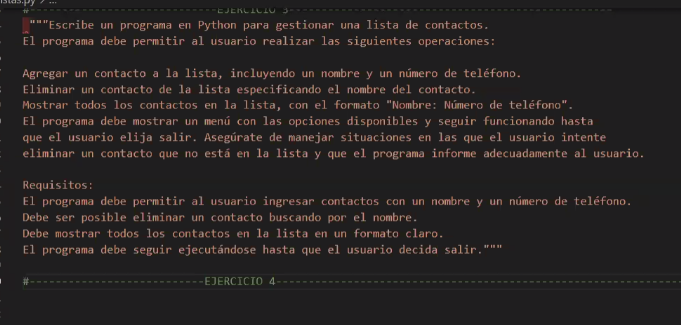 istas.py > ...
#-----------------------------EJERCICIO 3-------------------------------------------------
"""Escribe un programa en Python para gestionar una lista de contactos.
El programa debe permitir al usuario realizar las siguientes operaciones:
Agregar un contacto a la lista, incluyendo un nombre y un número de teléfono.
Eliminar un contacto de la lista especificando el nombre del contacto.
Mostrar todos los contactos en la lista, con el formato "Nombre: Número de teléfono".
El programa debe mostrar un menú con las opciones disponibles y seguir funcionando hasta
que el usuario elija salir. Asegúrate de manejar situaciones en las que el usuario intente
eliminar un contacto que no está en la lista y que el programa informe adecuadamente al usuario.
Requisitos:
El programa debe permitir al usuario ingresar contactos con un nombre y un número de teléfono.
Debe ser posible eliminar un contacto buscando por el nombre.
Debe mostrar todos los contactos en la lista en un formato claro.
El programa debe seguir ejecutándose hasta que el usuario decida salir."""
#---------------------------EJERCICIO 4---------------------------------------------------------------